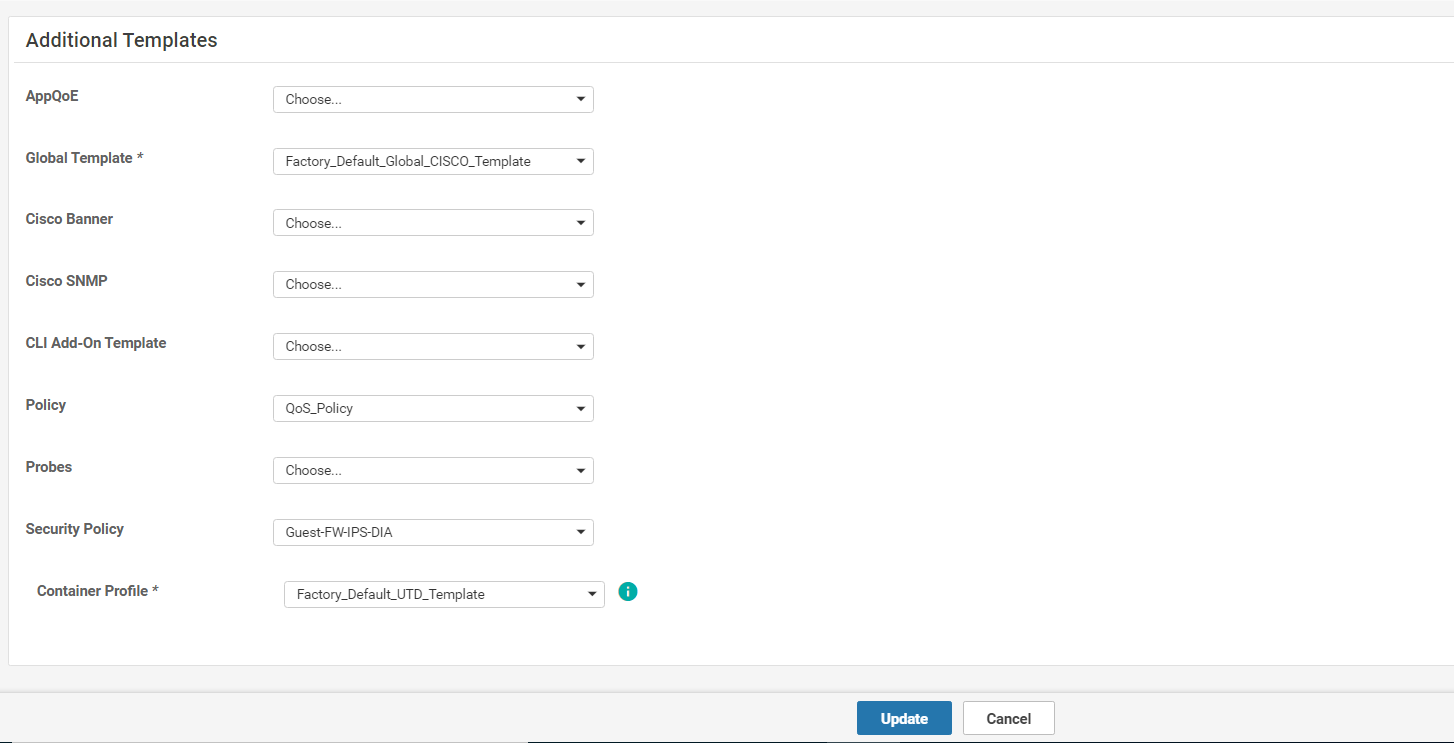 Additional Templates
AppQoE
Choose...
Global Template *
Factory_Default_Global_CISCO_Template
Cisco Banner
Choose...
Cisco SNMP
Choose...
CLI Add-On Template
Choose...
Policy
QoS_Policy
Probes
Choose...
Security Policy
Guest-FW-IPS-DIA
Container Profile *
Factory_Default_UTD_Template
i
Update
Cancel